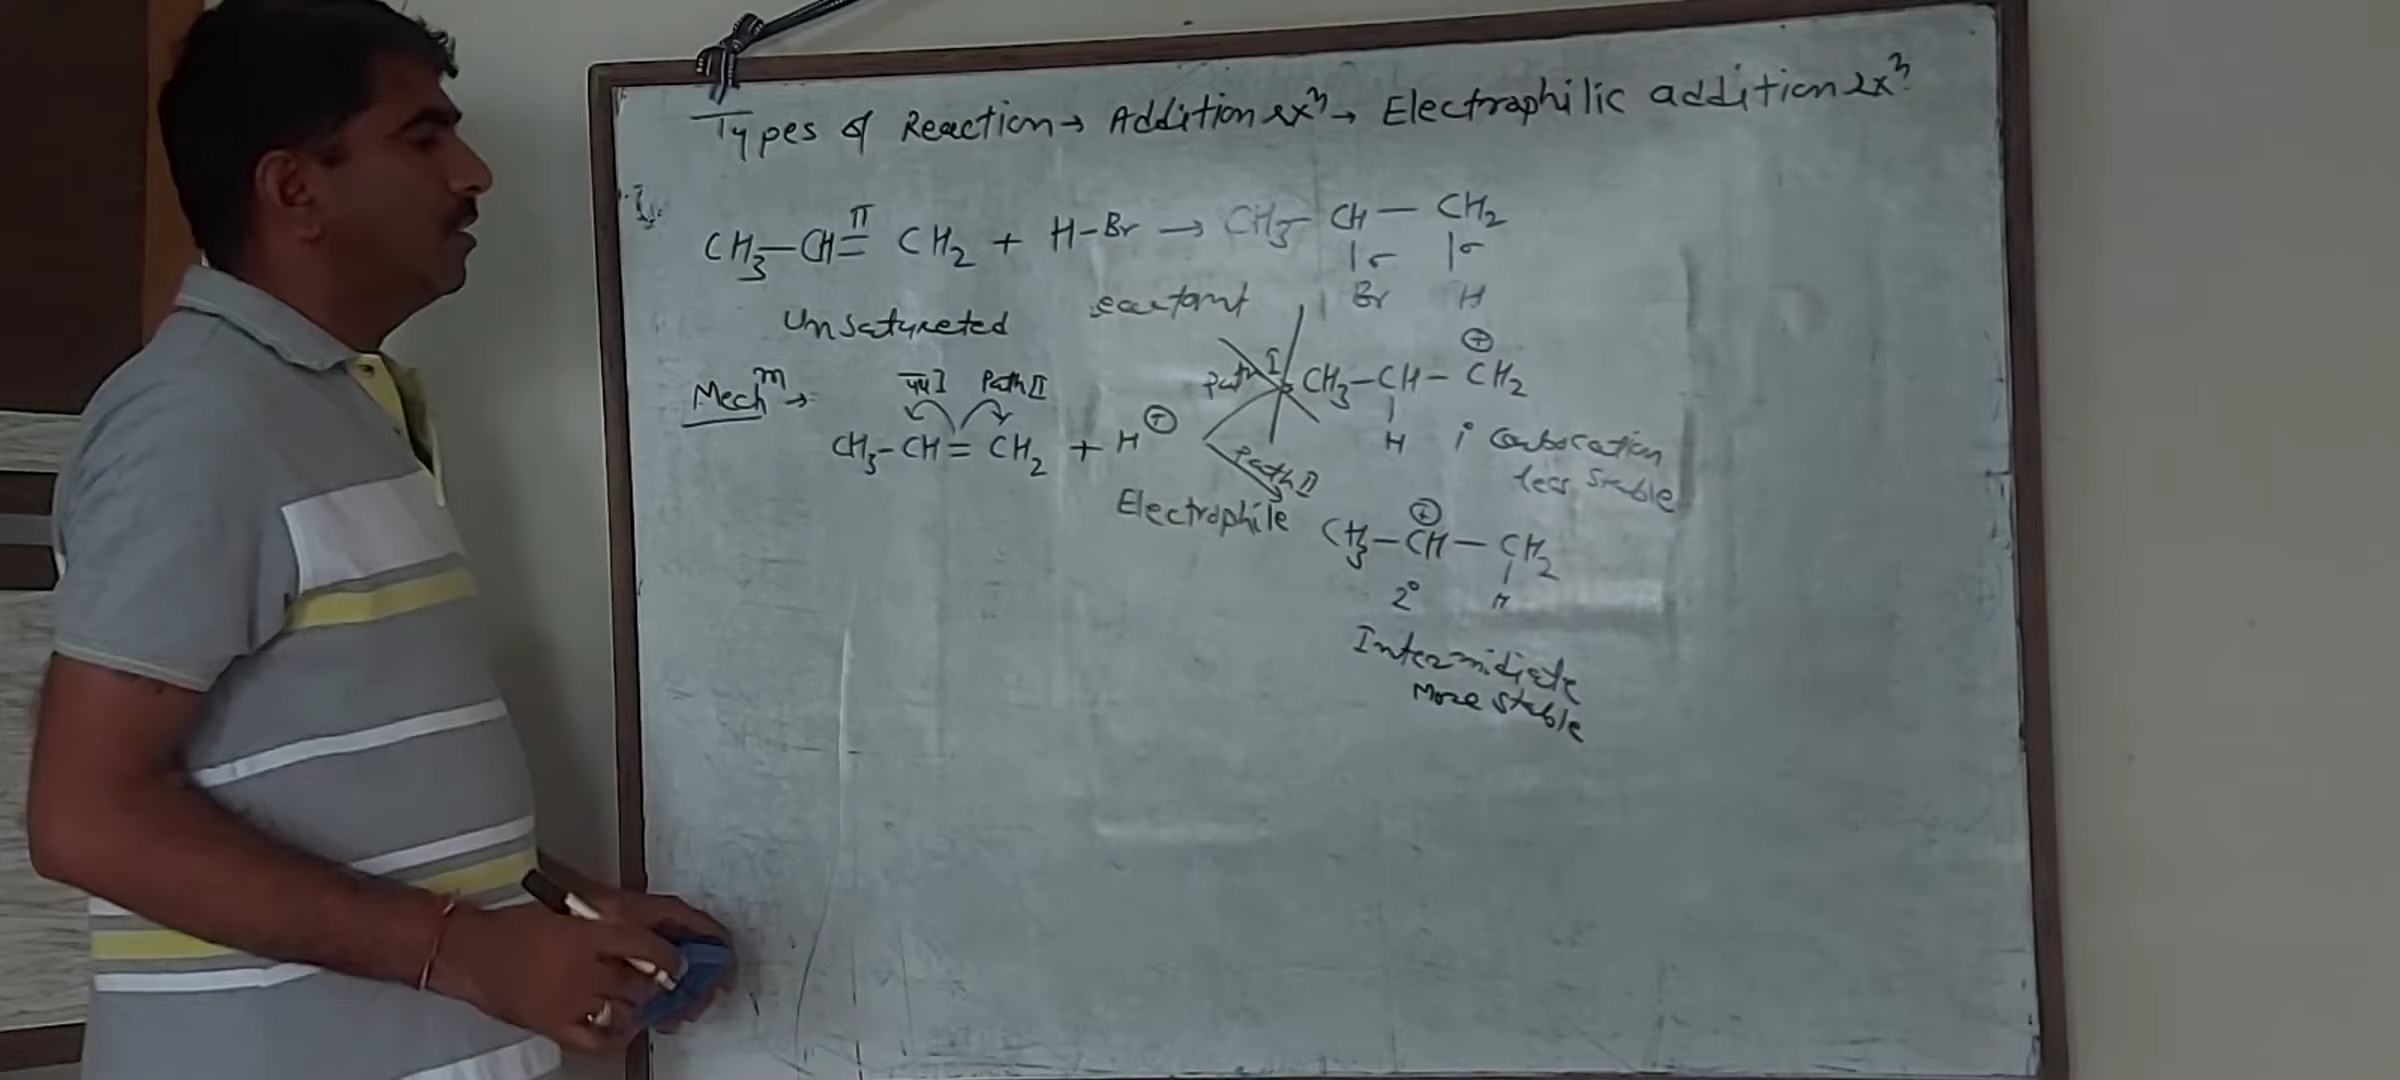 Types of Reaction → Addition rxⁿ → Electrophilic addition rxⁿ
CH3–CH=CH2 + H–Br → CH3–CH–CH2
π
|σ |σ
Br H
Unsaturated
Mechᵐ →
Path II
CH3–CH=CH2 + H⊕
Electrophile
Path I
CH3–CH–CH2
⊕
|
H
1° Carbocation
less stable
Path II
⊕
CH3–CH–CH2
|
2° H
Intermidiate
More stable